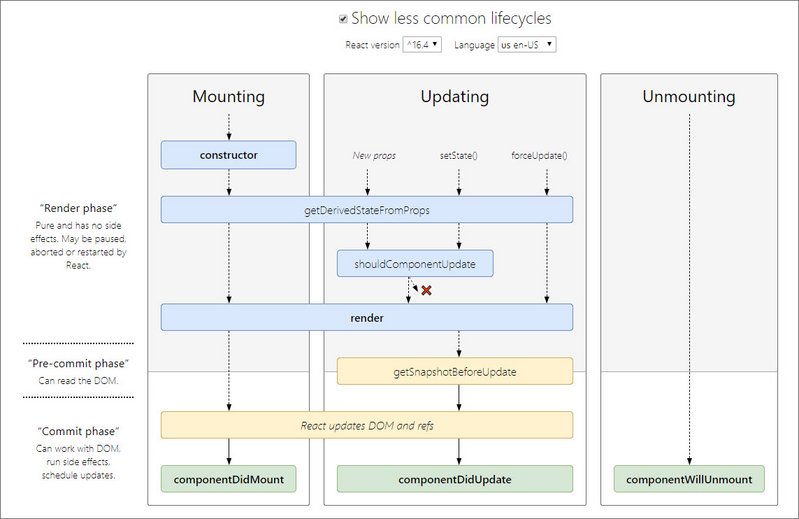 Show less common lifecycles
React version ^16.4 Language us en-US
Mounting
Updating
Unmounting
constructor
New props
setState()
forceUpdate()
"Render phase"
Pure and has no side
effects. May be paused,
aborted or restarted by
React.
getDerivedStateFromProps
shouldComponentUpdate
render
"Pre-commit phase"
Can read the DOM.
getSnapshotBeforeUpdate
"Commit phase"
Can work with DOM,
run side effects,
schedule updates.
React updates DOM and refs
componentDidMount
componentDidUpdate
componentWillUnmount